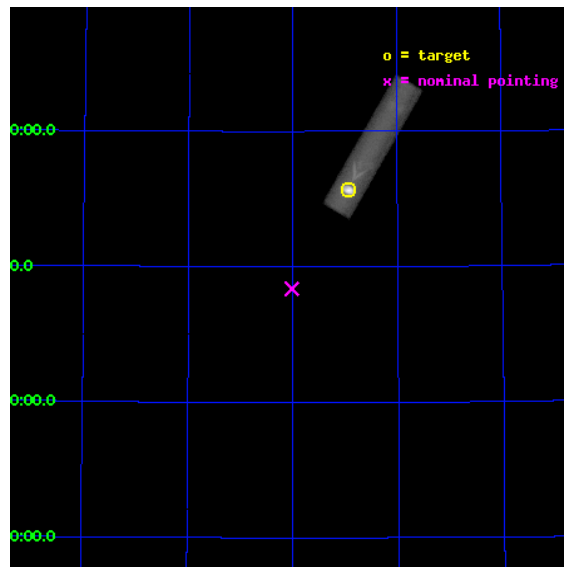 o = target
x = nominal pointing
0:00.0
0.0
0:00.0
0:00.0